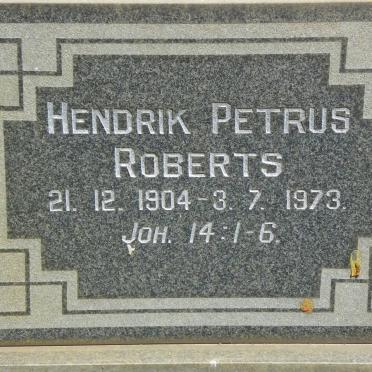 HENDRIK PETRUS
ROBERTS
21. 12. 1904 - 3. 7. 1973.
JOH. 14:1-6.